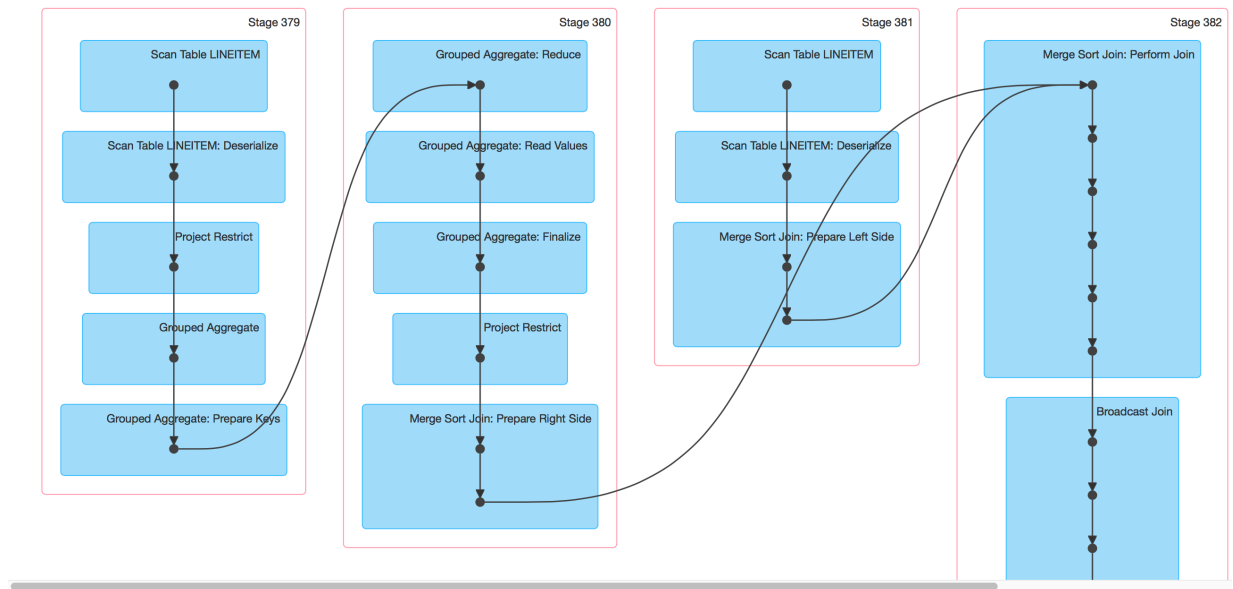 Stage 379
Scan Table LINEITEM
Scan Table LINEITEM: Deserialize
Project Restrict
Grouped Aggregate
Grouped Aggregate: Prepare Keys
Stage 380
Grouped Aggregate: Reduce
Grouped Aggregate: Read Values
Grouped Aggregate: Finalize
Project Restrict
Merge Sort Join: Prepare Right Side
Stage 381
Scan Table LINEITEM
Scan Table LINEITEM: Deserialize
Merge Sort Join: Prepare Left Side
Stage 382
Merge Sort Join: Perform Join
Broadcast Join